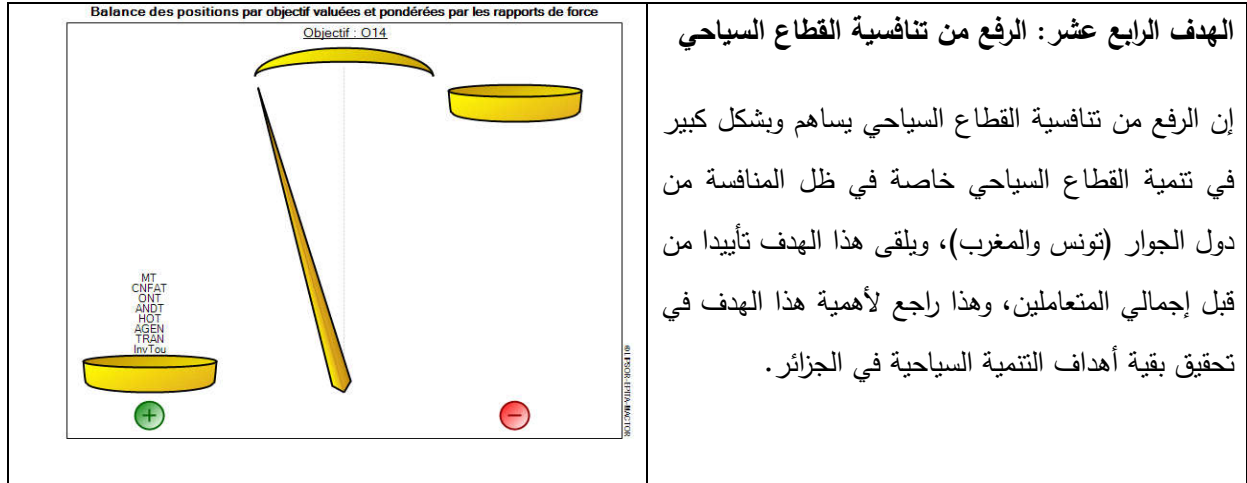 Balance des positions par objectif valuées et pondérées par les rapports de force
Objectif : O14
MT
CNFAT
ONT
ANDT
HOT
AGEN
TRAN
InvTou
© LIPSOR-EPITA-MACTOR
الهدف الرابع عشر: الرفع من تنافسية القطاع السياحي
إن الرفع من تنافسية القطاع السياحي يساهم وبشكل كبير
في تنمية القطاع السياحي خاصة في ظل المنافسة من
دول الجوار (تونس والمغرب)، ويلقى هذا الهدف تأييدا من
قبل إجمالي المتعاملين، وهذا راجع لأهمية هذا الهدف في
تحقيق بقية أهداف التنمية السياحية في الجزائر.